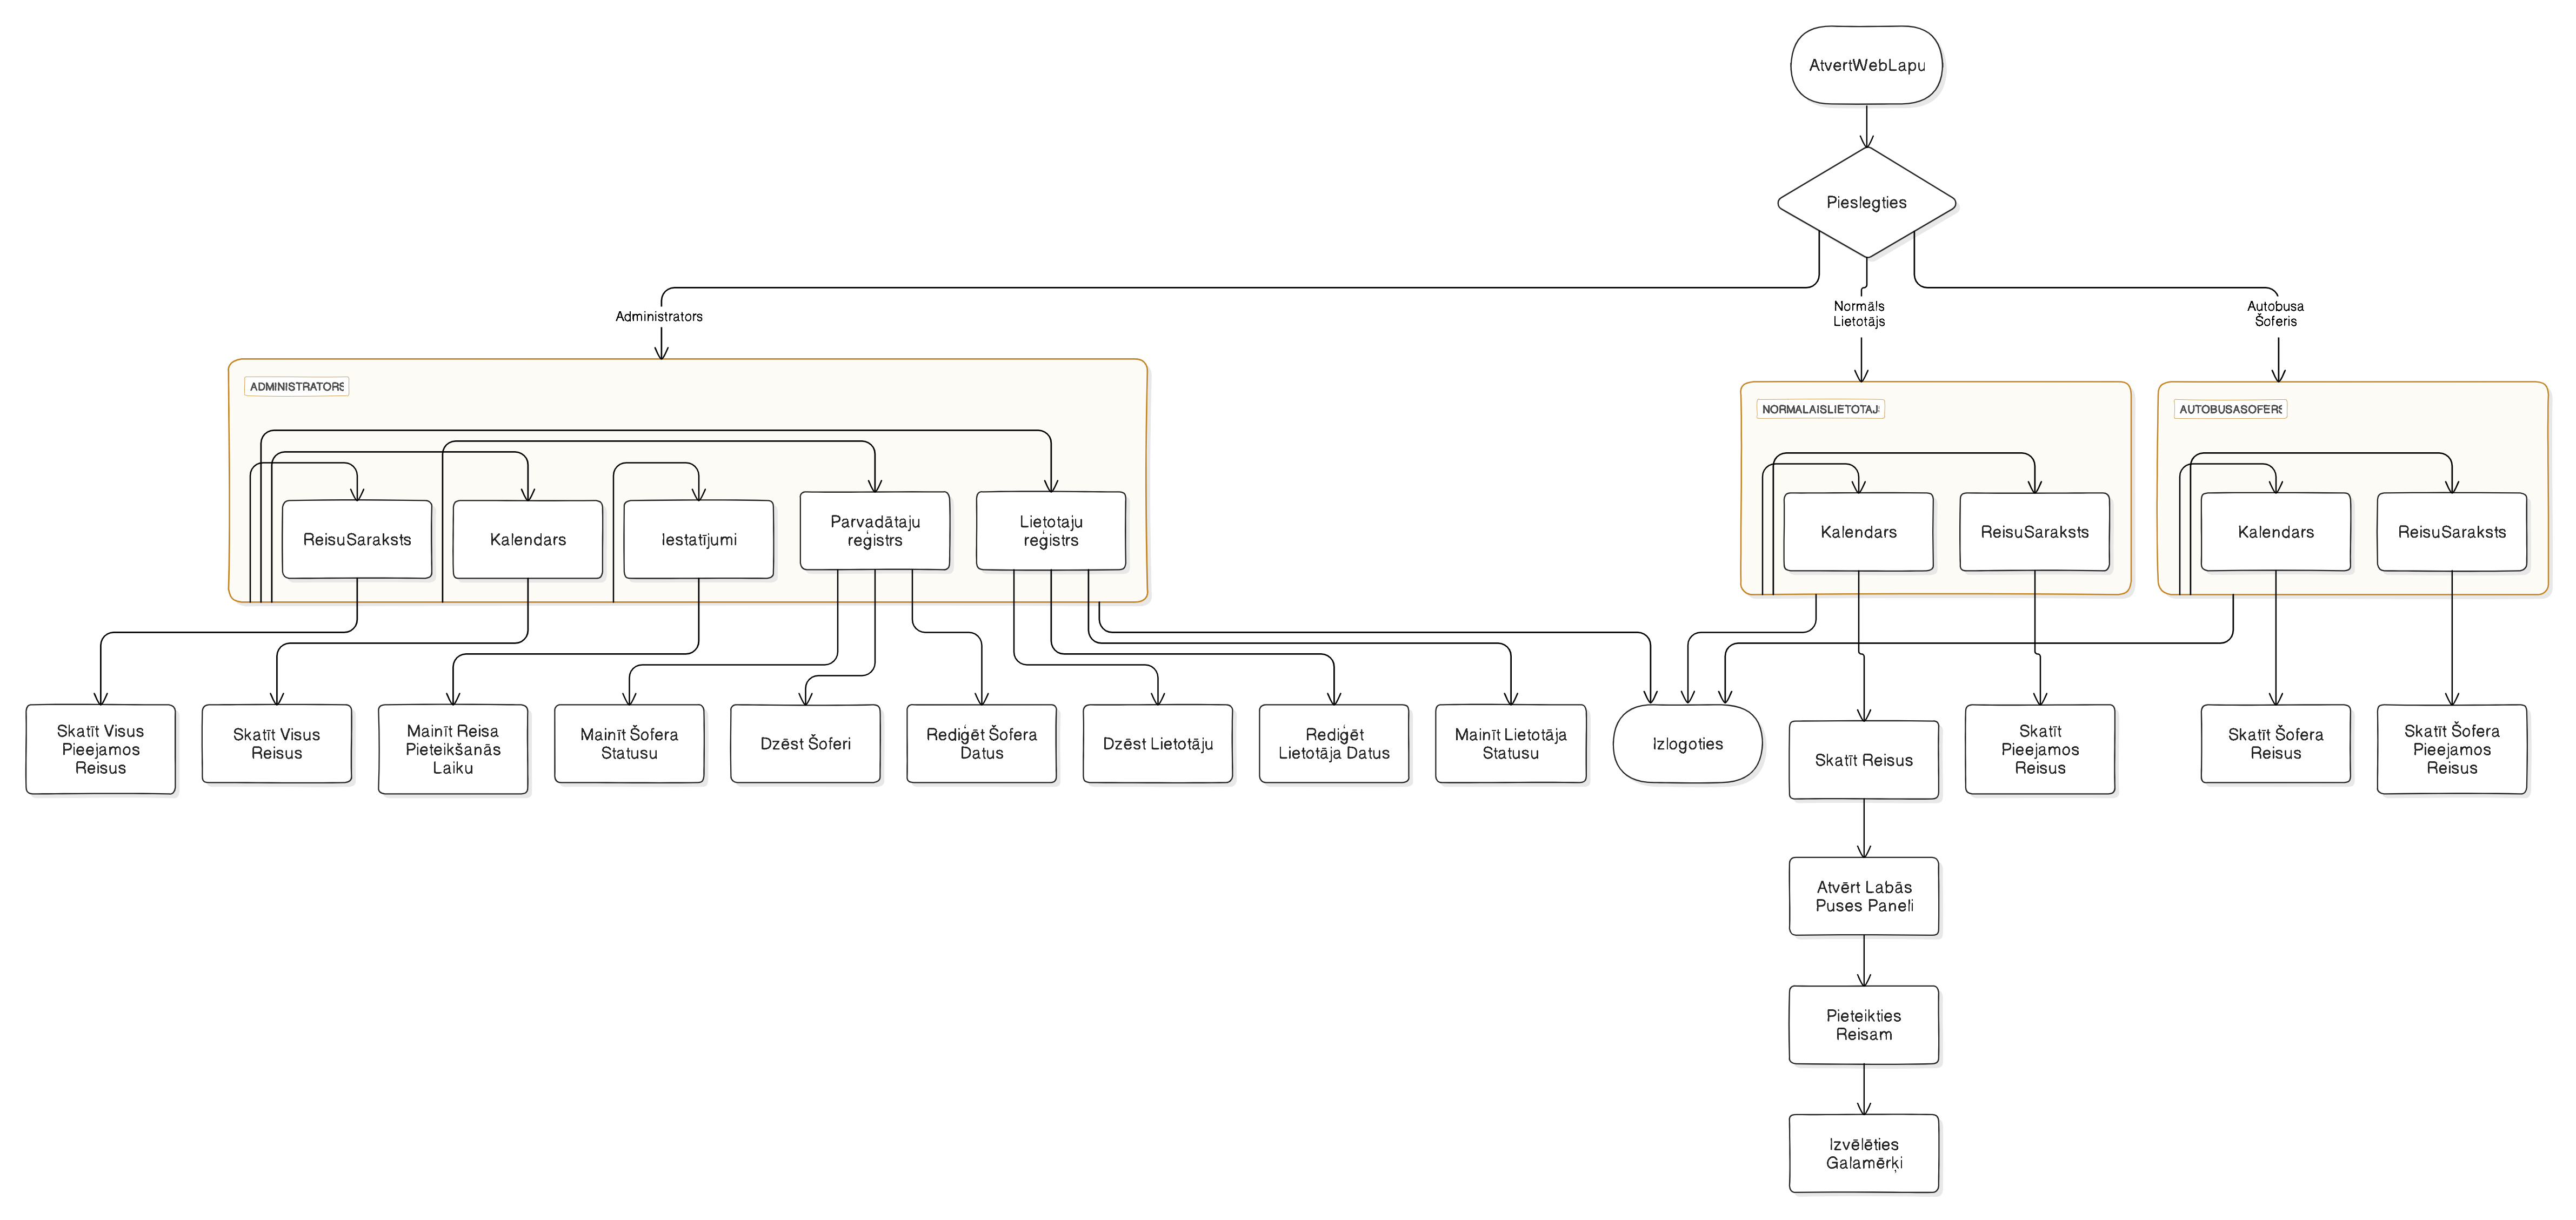 AtvertWebLapu
Pieslegties
Administrators
Normāls
Lietotājs
Autobusa
Šoferis
ADMINISTRATORS
NORMALAISLIETOTAJS
AUTOBUSASOFERS
ReisuSaraksts
Kalendars
Iestatījumi
Parvadātaju
reģistrs
Lietotaju
reģistrs
Kalendars
ReisuSaraksts
Kalendars
ReisuSaraksts
Skatīt Visus
Pieejamos
Reisus
Skatīt Visus
Reisus
Mainīt Reisa
Pieteikšanās
Laiku
Mainīt Šofera
Statusu
Dzēst Šoferi
Rediģēt Šofera
Datus
Dzēst Lietotāju
Rediģēt
Lietotāja Datus
Mainīt Lietotāja
Statusu
Izlogoties
Skatīt Reisus
Skatīt
Pieejamos
Reisus
Skatīt Šofera
Reisus
Skatīt Šofera
Pieejamos
Reisus
Atvērt Labās
Puses Paneli
Pieteikties
Reisam
Izvēlēties
Galamērķi